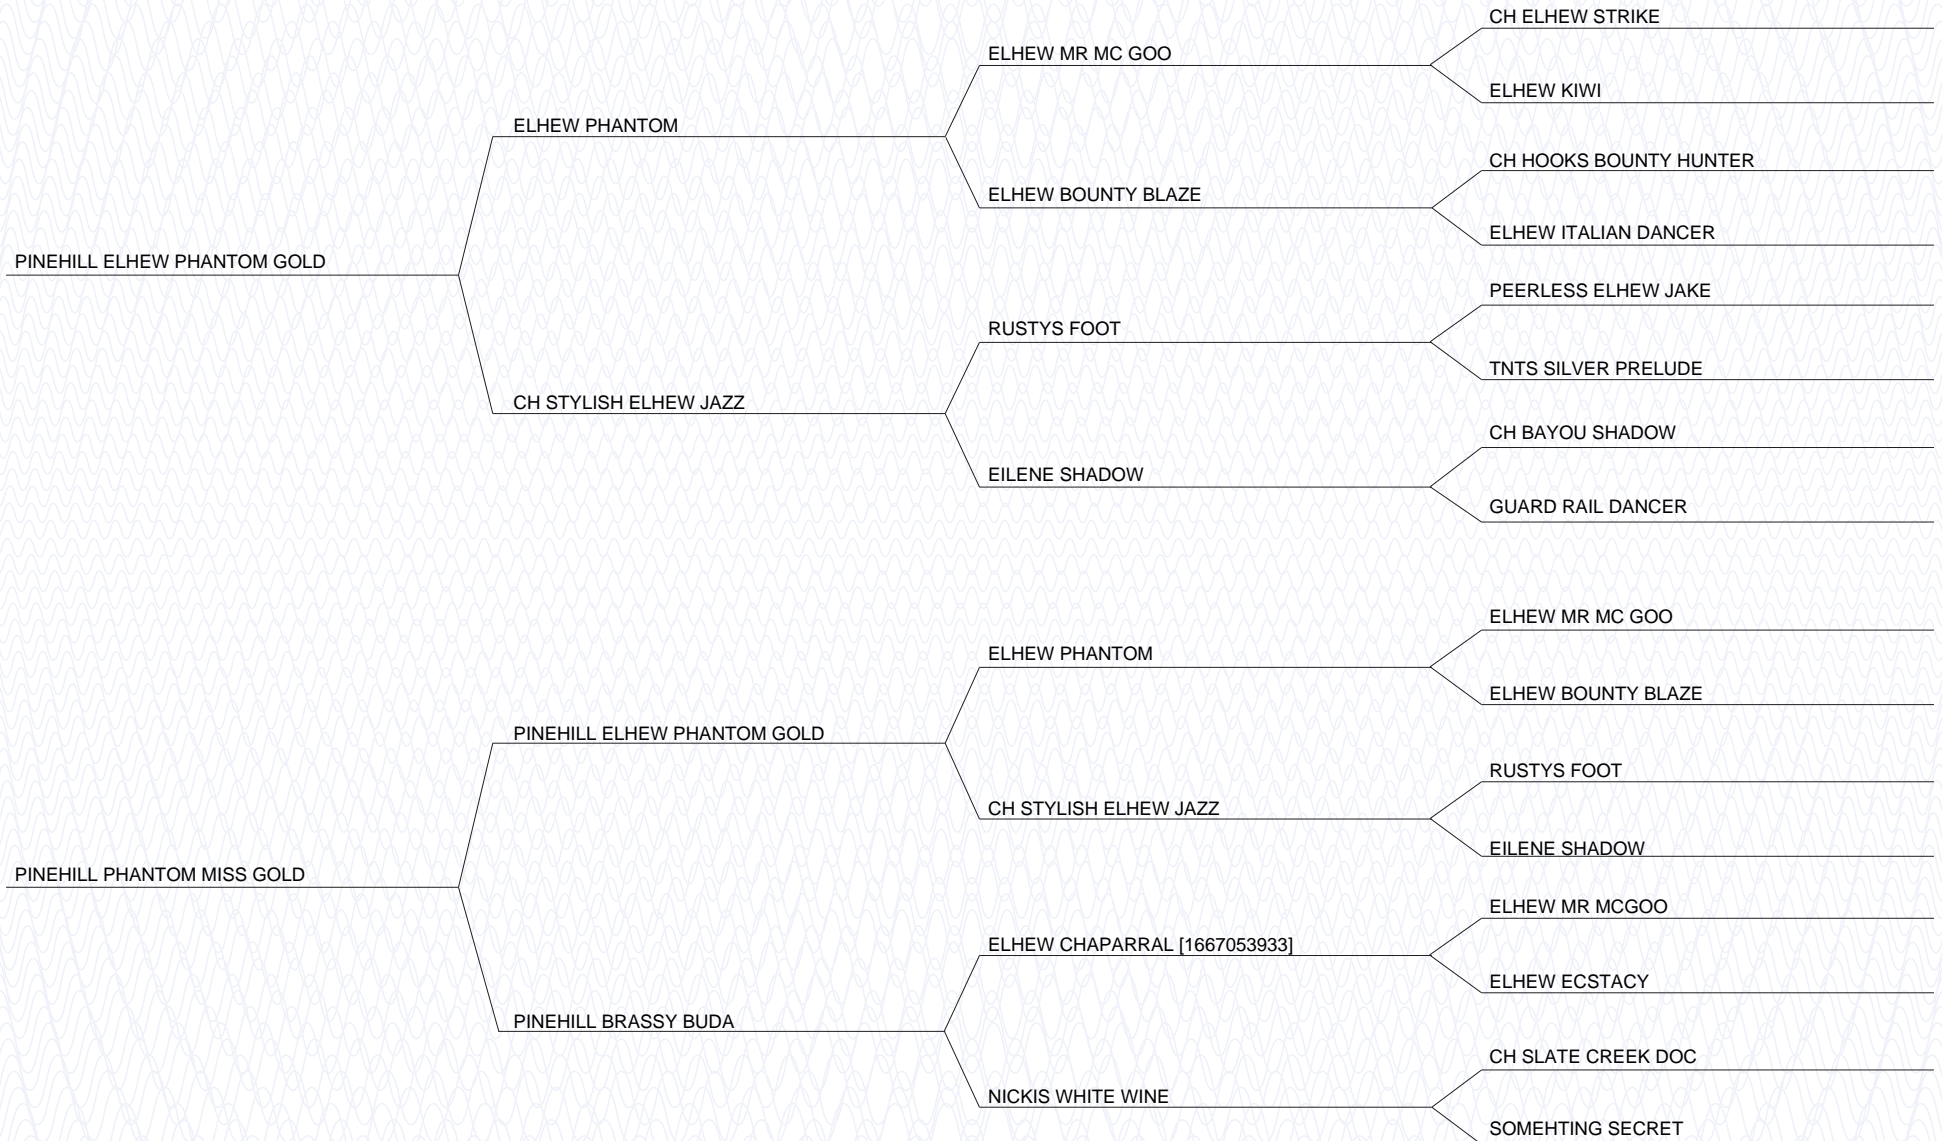 CH ELHEW STRIKE
ELHEW MR MC GOO
ELHEW KIWI
ELHEW PHANTOM
CH HOOKS BOUNTY HUNTER
ELHEW BOUNTY BLAZE
ELHEW ITALIAN DANCER
PINEHILL ELHEW PHANTOM GOLD
PEERLESS ELHEW JAKE
RUSTYS FOOT
TNTS SILVER PRELUDE
CH STYLISH ELHEW JAZZ
CH BAYOU SHADOW
EILENE SHADOW
GUARD RAIL DANCER
ELHEW MR MC GOO
ELHEW PHANTOM
ELHEW BOUNTY BLAZE
PINEHILL ELHEW PHANTOM GOLD
RUSTYS FOOT
CH STYLISH ELHEW JAZZ
EILENE SHADOW
PINEHILL PHANTOM MISS GOLD
ELHEW MR MCGOO
ELHEW CHAPARRAL [1667053933]
ELHEW ECSTACY
PINEHILL BRASSY BUDA
CH SLATE CREEK DOC
NICKIS WHITE WINE
SOMEHTING SECRET